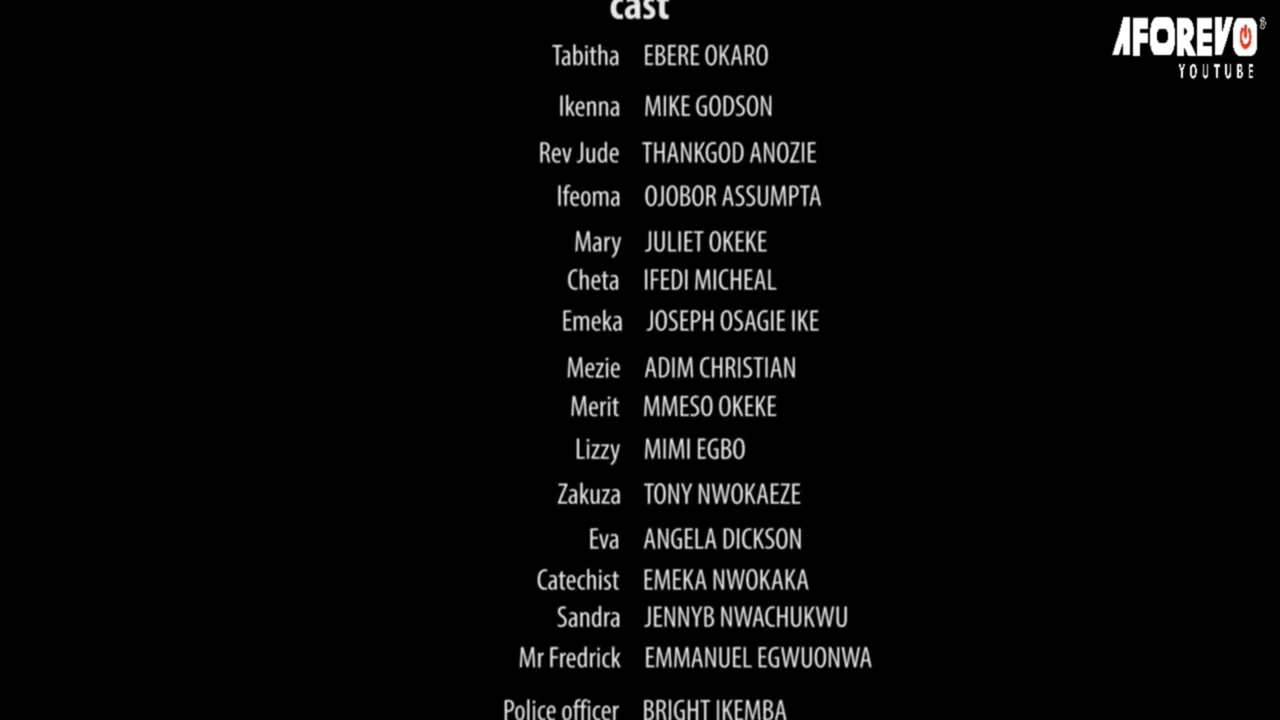 cast
AFOREVO
YOUTUBE
Tabitha EBERE OKARO
Ikenna MIKE GODSON
Rev Jude THANKGOD ANOZIE
Ifeoma OJOBOR ASSUMPTA
Mary JULIET OKEKE
Cheta IFEDI MICHEAL
Emeka JOSEPH OSAGIE IKE
Mezie ADIM CHRISTIAN
Merit MMESO OKEKE
Lizzy MIMI EGBO
Zakuza TONY NWOKAEZE
Eva ANGELA DICKSON
Catechist EMEKA NWOKAKA
Sandra JENNYB NWACHUKWU
Mr Fredrick EMMANUEL EGWUONWA
Police officer BRIGHT IKEMBA